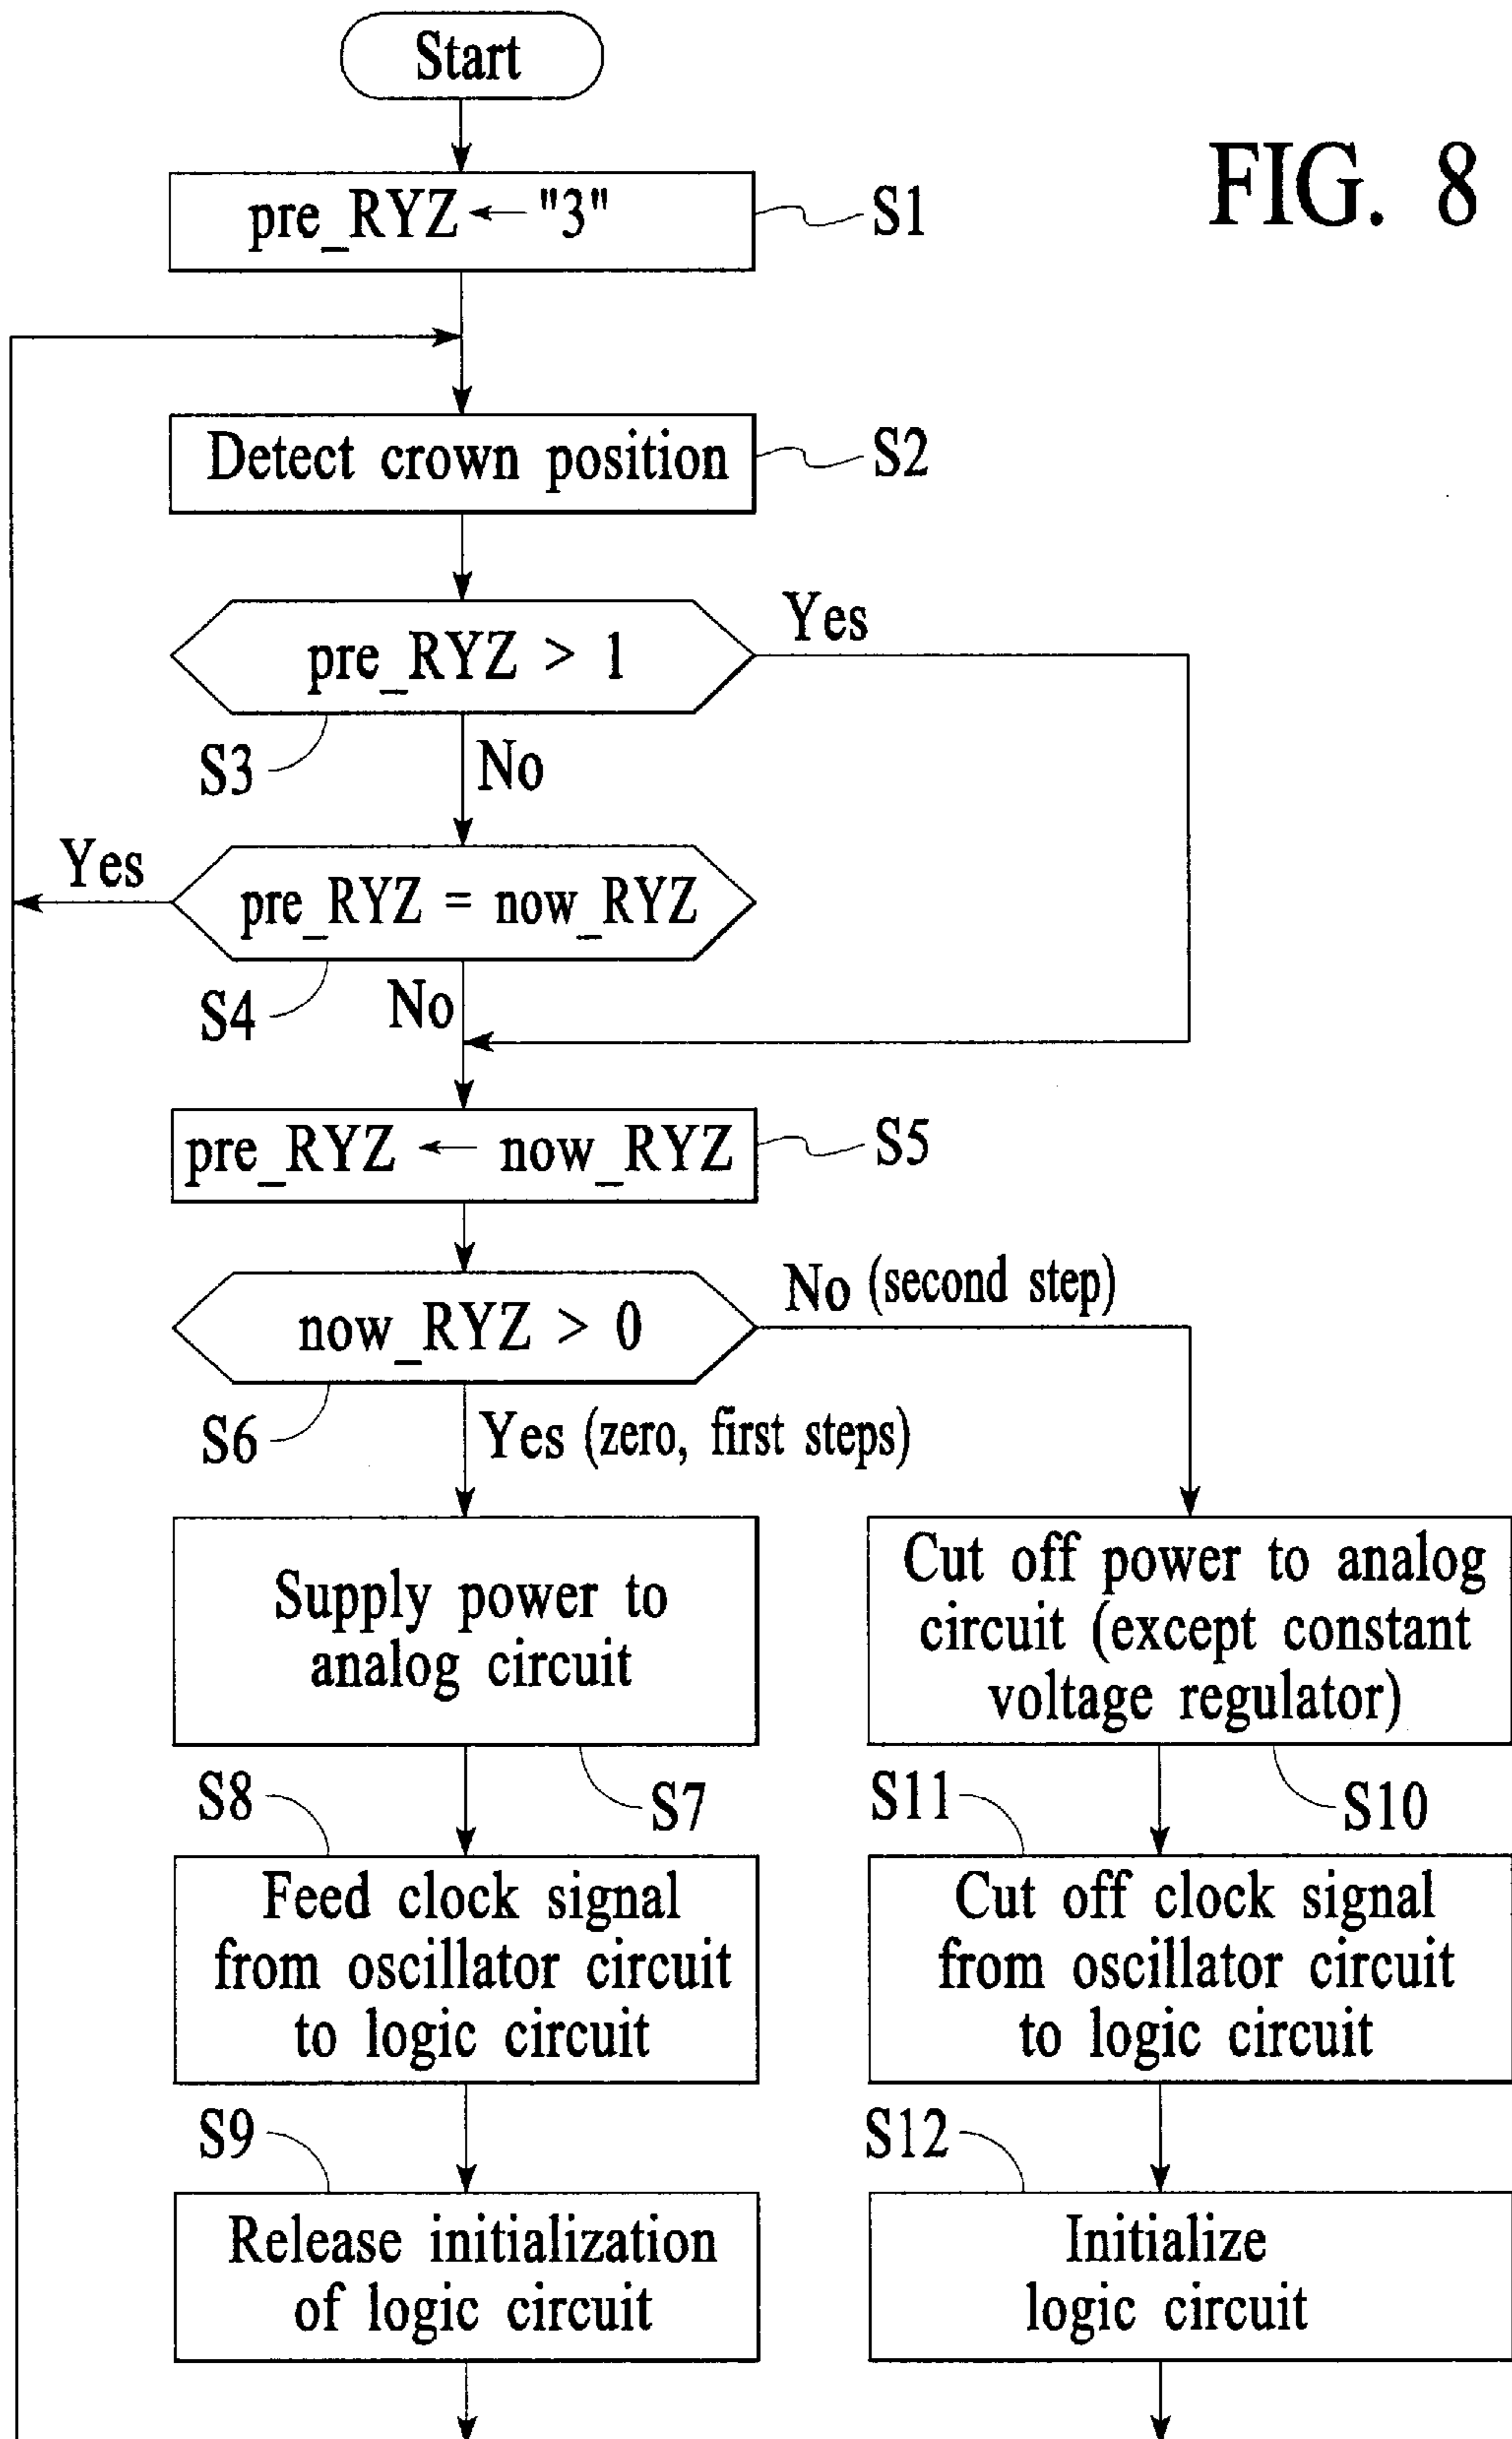 Start
FIG. 8
pre_RYZ ← "3"
S1
Detect crown position
S2
pre_RYZ > 1
Yes
S3
No
Yes
pre_RYZ = now_RYZ
S4
No
pre_RYZ ← now_RYZ
S5
now_RYZ > 0
No (second step)
S6
Yes (zero, first steps)
Supply power to
analog circuit
S7
Cut off power to analog
circuit (except constant
voltage regulator)
S10
S8
Feed clock signal
from oscillator circuit
to logic circuit
S11
Cut off clock signal
from oscillator circuit
to logic circuit
S9
Release initialization
of logic circuit
S12
Initialize
logic circuit